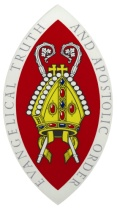 EVANGELICAL TRUTH
AND APOSTOLIC ORDER